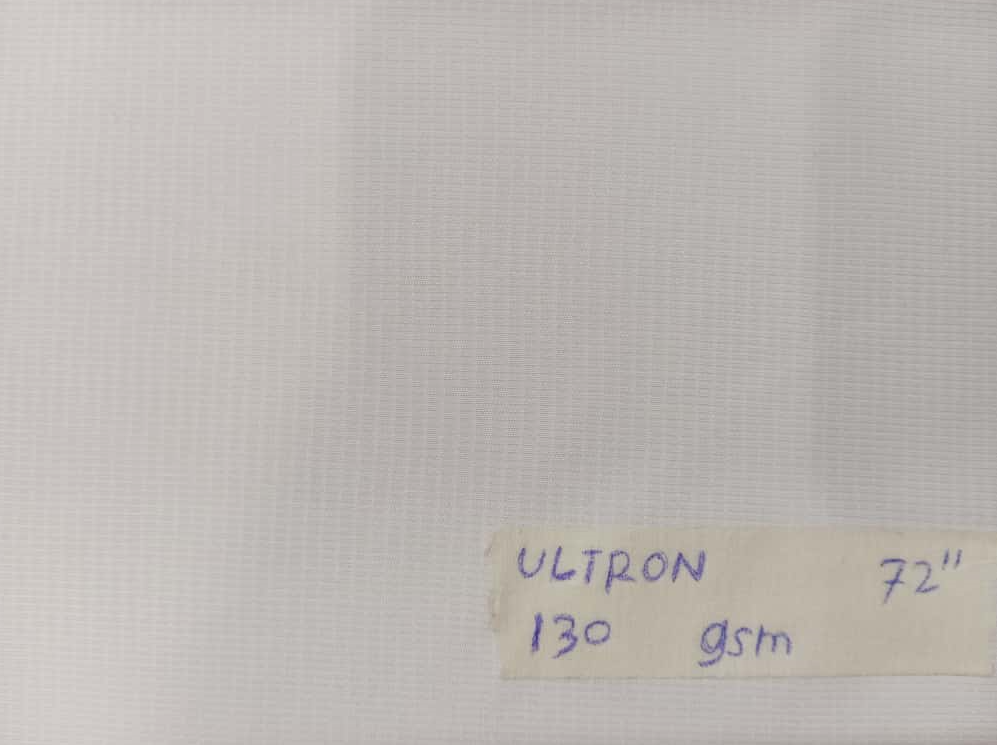 ULTRON 72"
130 gsm